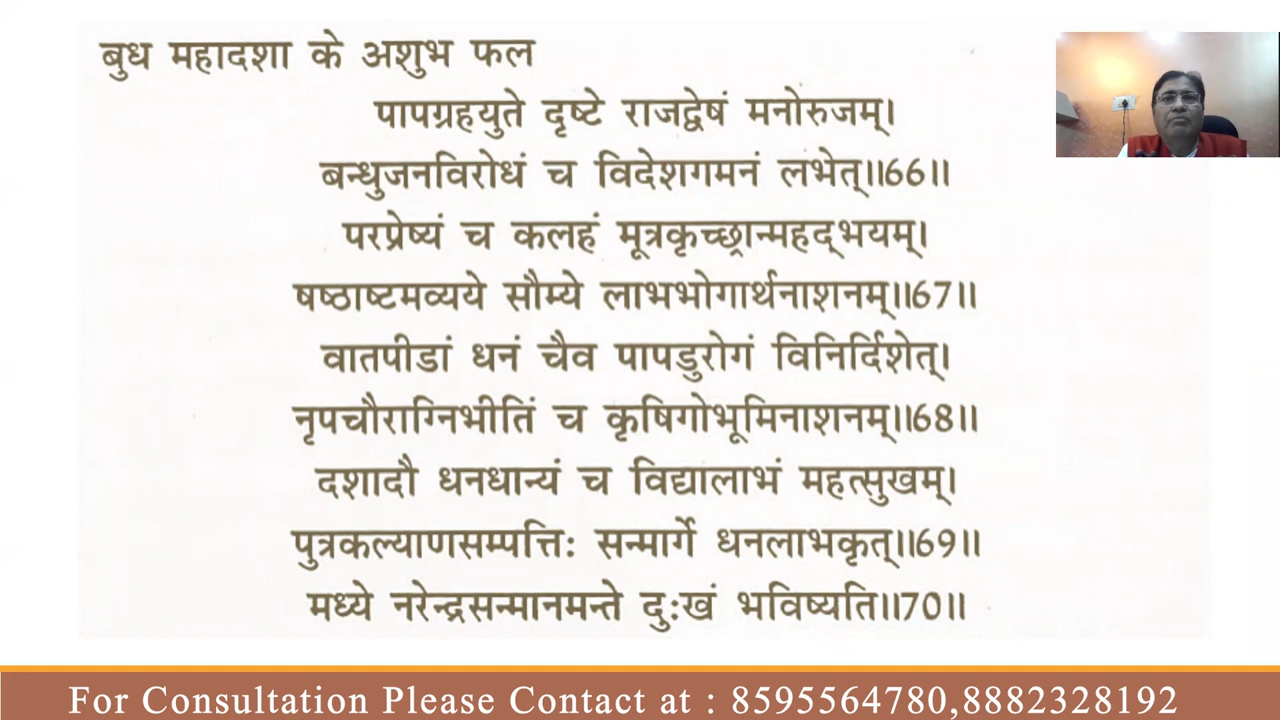 बुध महादशा के अशुभ फल
पापग्रहयुते दृष्टे राजद्वेषं मनोरुजम्।
बन्धुजनविरोधं च विदेशगमनं लभेत्॥66॥
परप्रेष्यं च कलहं मूत्रकृच्छ्रान्महद्भयम्।
षष्ठाष्टमव्यये सौम्ये लाभभोगार्थनाशनम्॥67॥
वातपीडां धनं चैव पापडुरोगं विनिर्दिशेत्।
नृपचौराग्निभीतिं च कृषिगोभूमिनाशनम्॥68॥
दशादौ धनधान्यं च विद्यालाभं महत्सुखम्।
पुत्रकल्याणसम्पत्तिः सन्मार्गे धनलाभकृत्॥69॥
मध्ये नरेन्द्रसन्मानमन्ते दुःखं भविष्यति॥70॥
For Consultation Please Contact at : 8595564780,8882328192